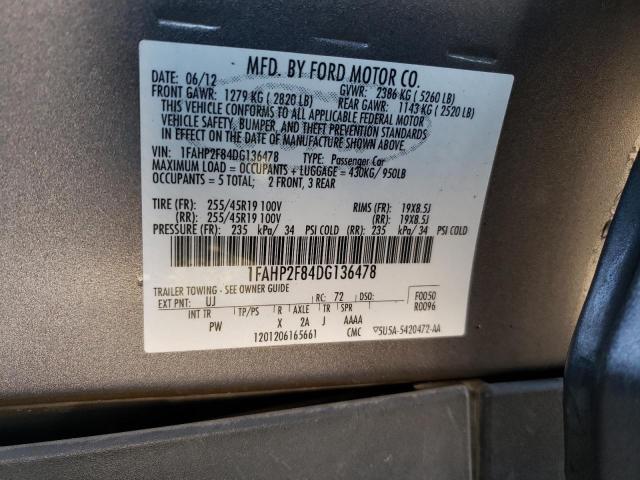 MFD. BY FORD MOTOR CO.
DATE: 06/12 GVWR: 2386 KG ( 5260 LB)
FRONT GAWR: 1279 KG ( 2820 LB) REAR GAWR: 1143 KG ( 2520 LB)
THIS VEHICLE CONFORMS TO ALL APPLICABLE FEDERAL MOTOR
VEHICLE SAFETY, BUMPER, AND THEFT PREVENTION STANDARDS
IN EFFECT ON THE DATE OF MANUFACTURE SHOWN ABOVE.
VIN: 1FAHP2F84DG136478 TYPE: Passenger Car
MAXIMUM LOAD = OCCUPANTS + LUGGAGE = 430KG/ 950LB
OCCUPANTS = 5 TOTAL; 2 FRONT, 3 REAR
TIRE (FR): 255/45R19 100V RIMS (FR): 19X8.5J
(RR): 255/45R19 100V (RR): 19X8.5J
PRESSURE (FR): 235 kPa/ 34 PSI COLD (RR): 235 kPa/ 34 PSI COLD
1FAHP2F84DG136478
TRAILER TOWING - SEE OWNER GUIDE
EXT PNT: UJ RC: 72 DSO: F0050
INT TR TP/PS R AXLE TR SPR R0096
PW X 2A J AAAA
1201206165661 CMC 5U5A-5420472-AA